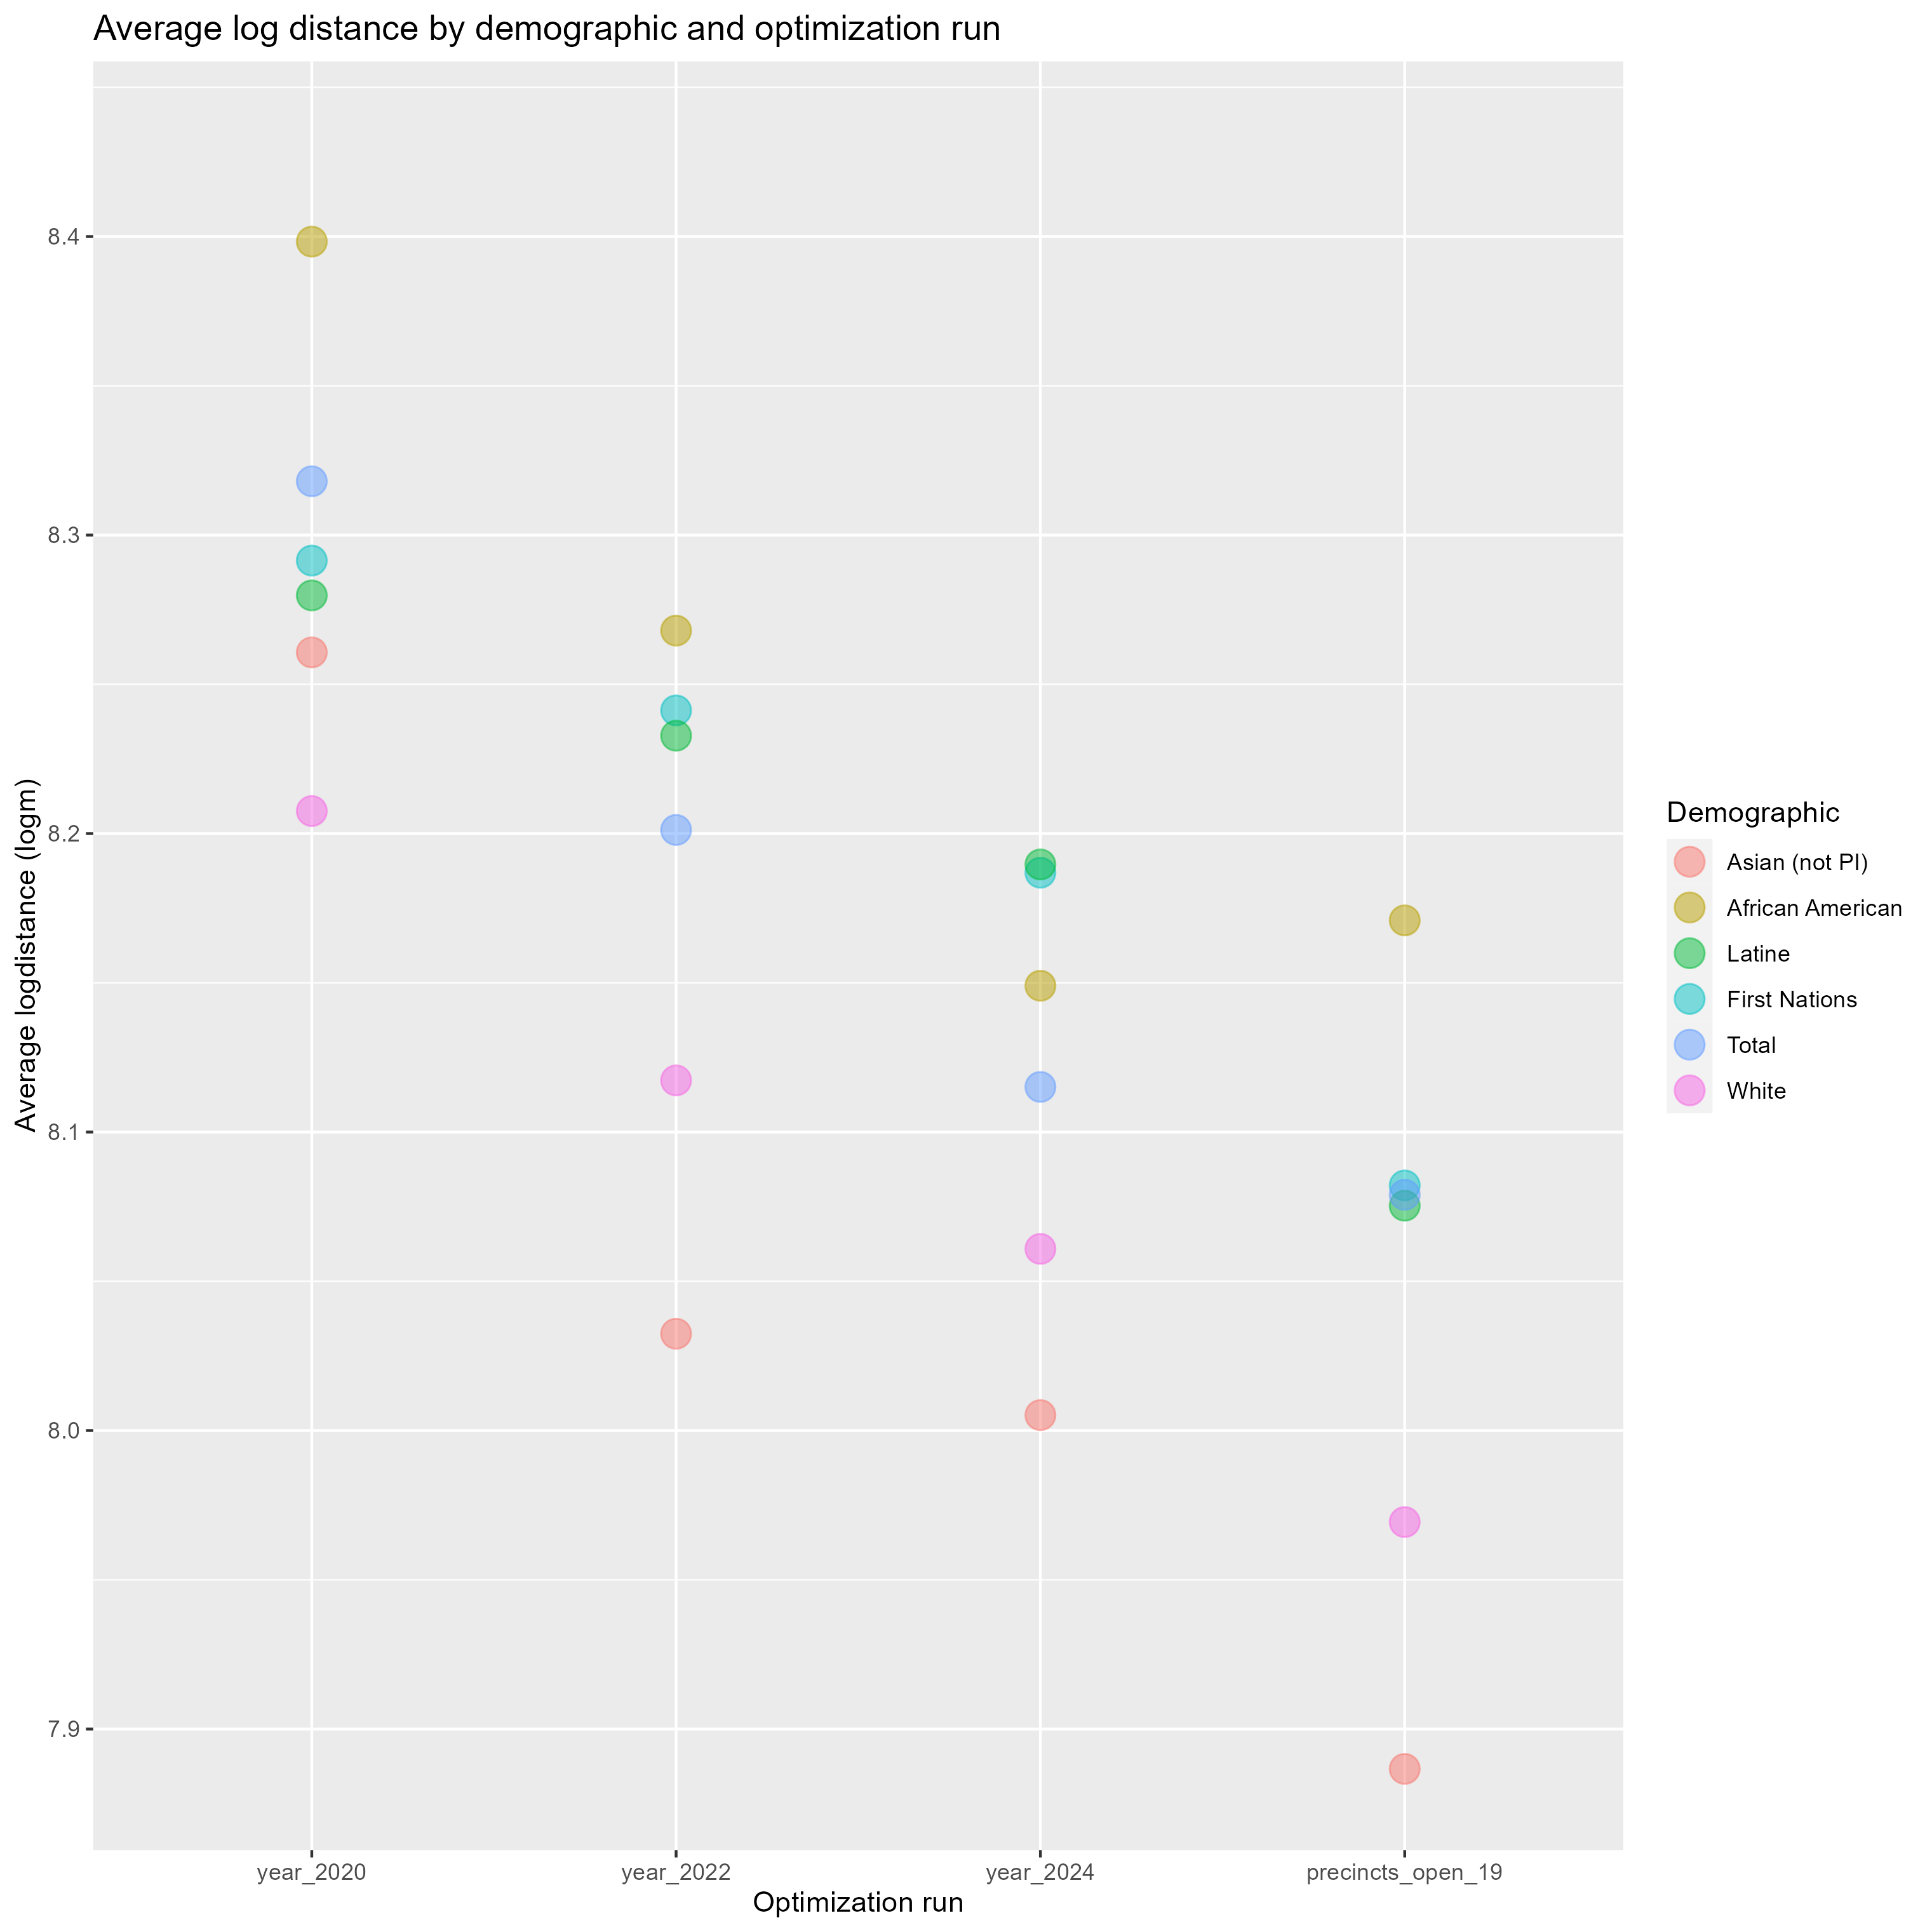 Average log distance by demographic and optimization run
Average logdistance (logm)
8.4
8.3
8.2
8.1
8.0
7.9
year_2020
year_2022
year_2024
precincts_open_19
Optimization run
Demographic
Asian (not PI)
African American
Latine
First Nations
Total
White